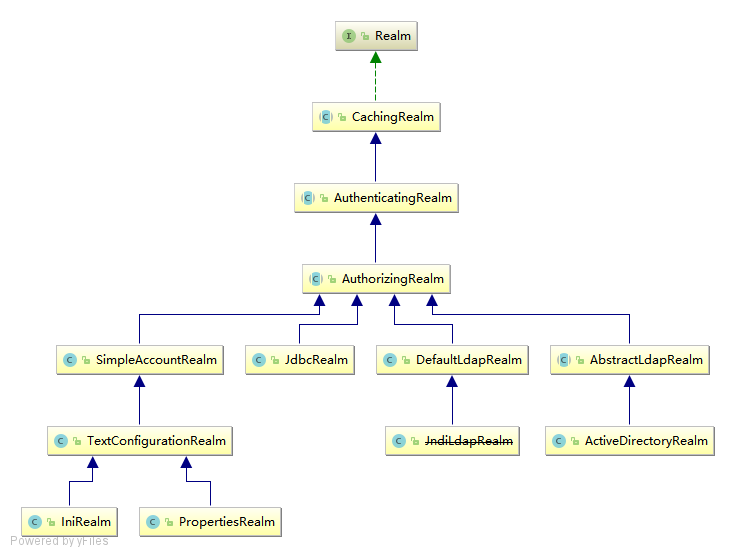 Realm
CachingRealm
AuthenticatingRealm
AuthorizingRealm
SimpleAccountRealm
JdbcRealm
DefaultLdapRealm
AbstractLdapRealm
TextConfigurationRealm
JndiLdapRealm
ActiveDirectoryRealm
IniRealm
PropertiesRealm
Powered by yFiles